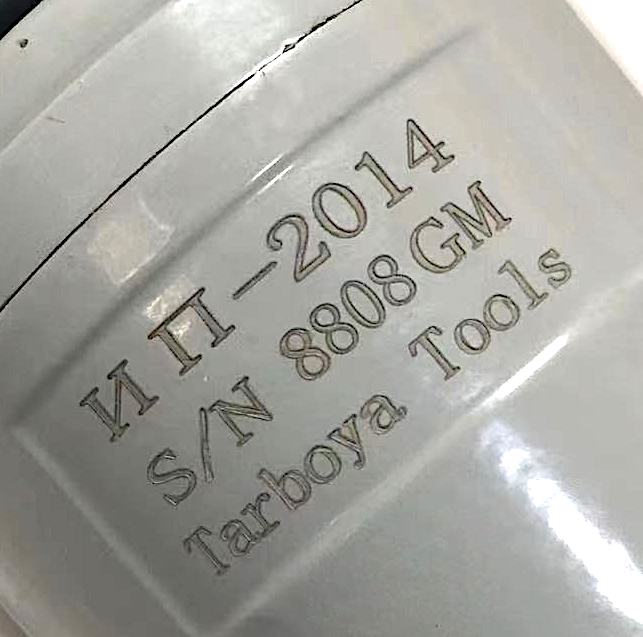 ИП-2014
S/N 8808GM
Tarboya Tools